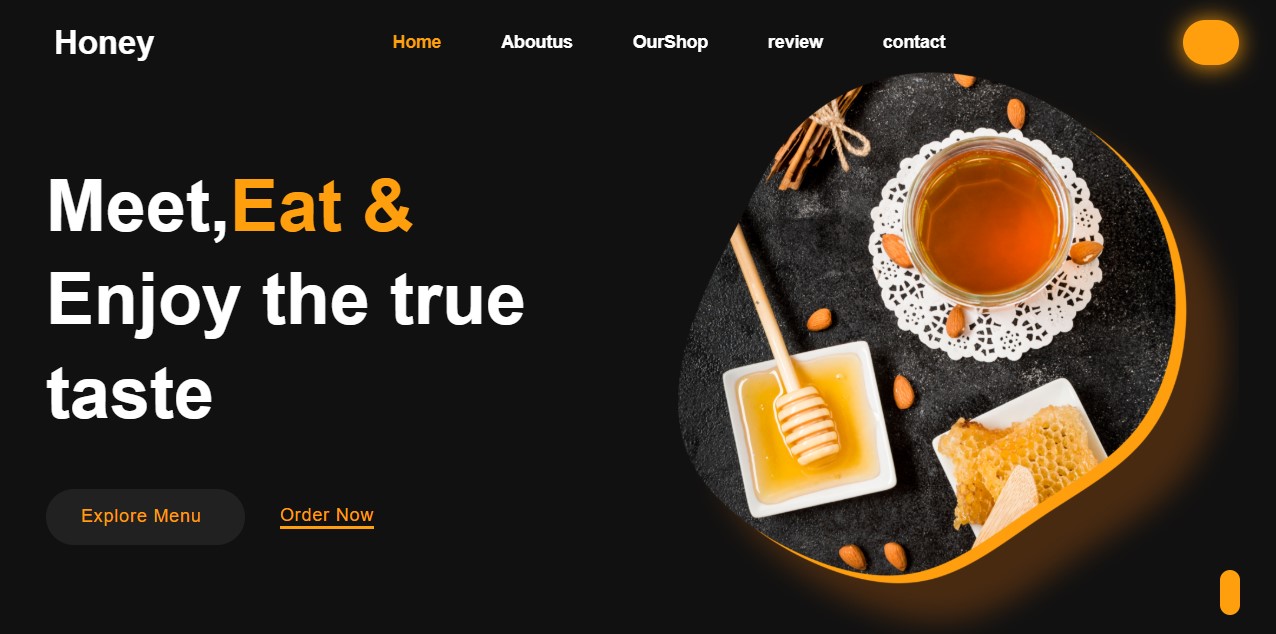 Honey
Home Aboutus OurShop review contact
Meet,Eat &
Enjoy the true
taste
Explore Menu Order Now